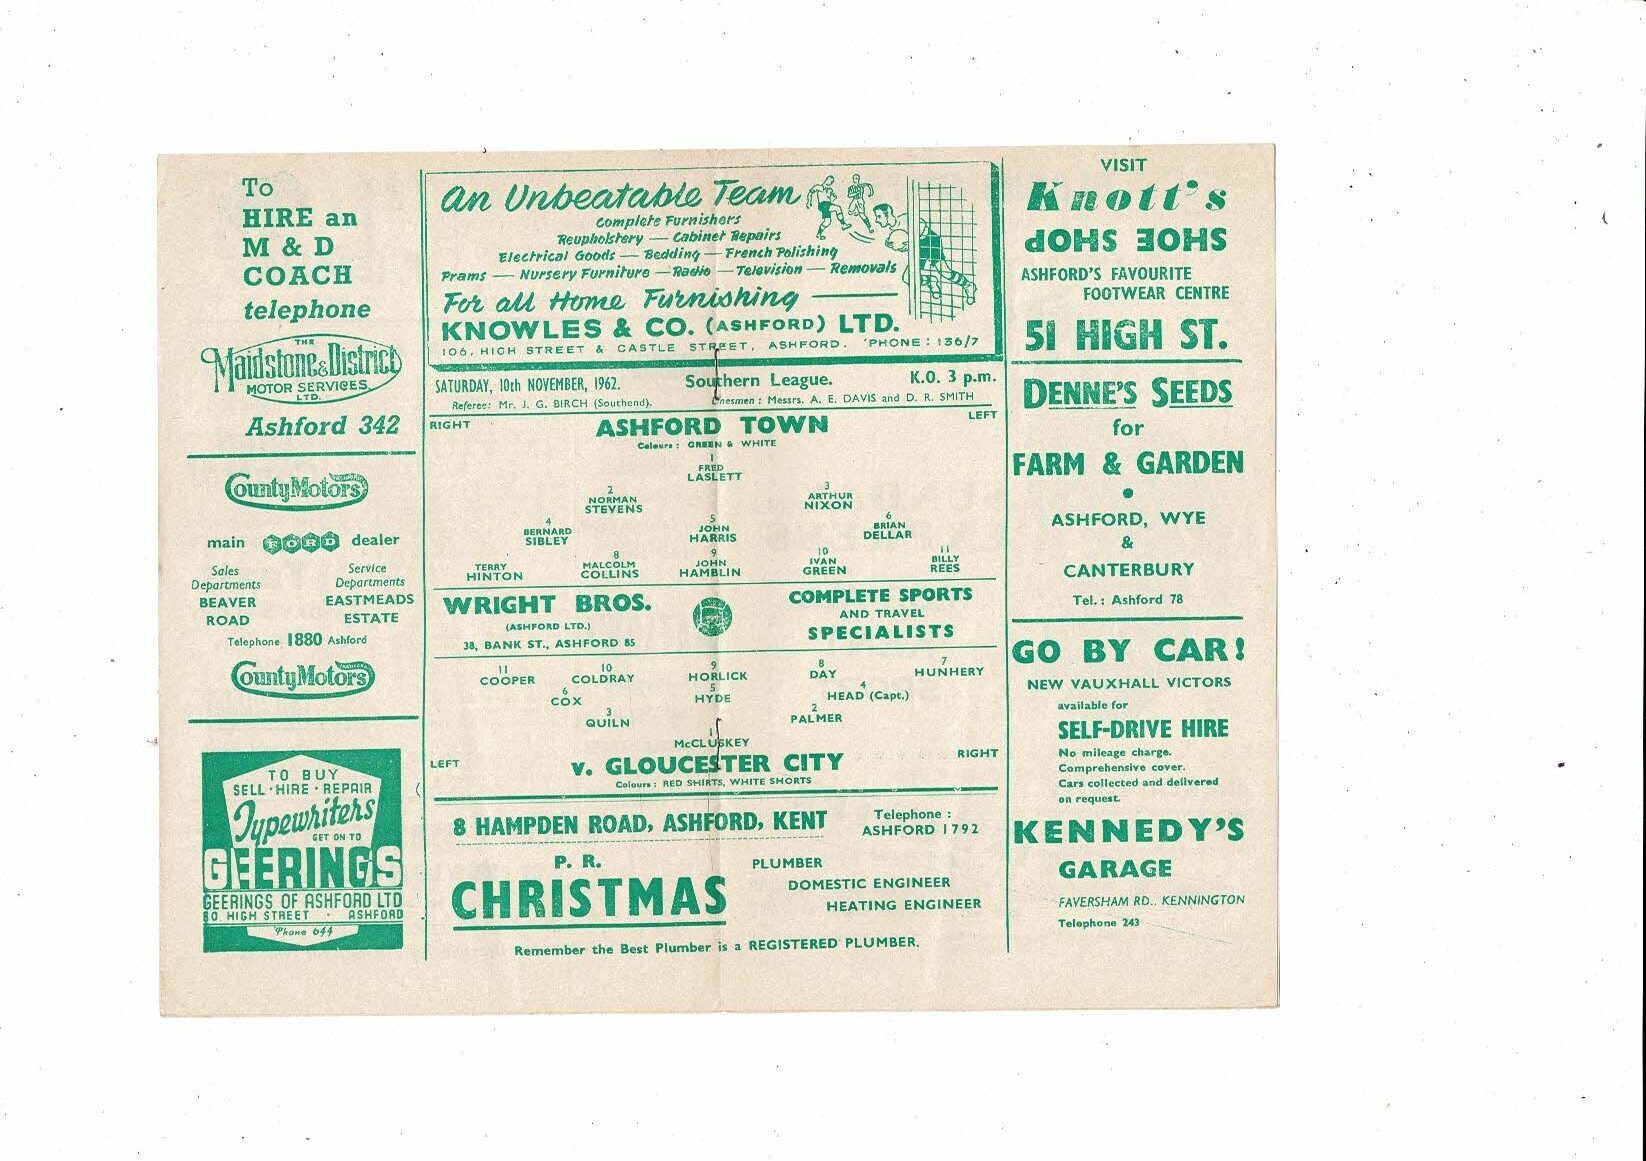 To
HIRE an
M & D
COACH
telephone
THE
Maidstone & District
MOTOR SERVICES
LTD.
Ashford 342
County Motors
main FORD dealer
Sales
Departments
BEAVER
ROAD
Service
Departments
EASTMEADS
ESTATE
Telephone 1880 Ashford
County Motors
TO BUY
SELL · HIRE · REPAIR
Typewriters
GET ON TO
GEERINGS
GEERINGS OF ASHFORD LTD
80 HIGH STREET · ASHFORD
'Phone 644
An Unbeatable Team
Complete Furnishers
Reupholstery — Cabinet Repairs
Electrical Goods — Bedding — French Polishing
Prams — Nursery Furniture — Radio — Television — Removals
For all Home Furnishing
KNOWLES & CO. (ASHFORD) LTD.
106, HIGH STREET & CASTLE STREET, ASHFORD. 'PHONE : 136/7
SATURDAY, 10th NOVEMBER, 1962. Southern League. K.O. 3 p.m.
Referee: Mr. J. G. BIRCH (Southend). Linesmen : Messrs. A. E. DAVIS and D. R. SMITH
RIGHT ASHFORD TOWN LEFT
Colours : GREEN & WHITE
1
FRED
LASLETT
2 3
NORMAN ARTHUR
STEVENS NIXON
4 5 6
BERNARD JOHN BRIAN
SIBLEY HARRIS DELLAR
8 9 10 11
TERRY MALCOLM JOHN IVAN BILLY
HINTON COLLINS HAMBLIN GREEN REES
WRIGHT BROS.
(ASHFORD LTD.)
38, BANK ST., ASHFORD 85
COMPLETE SPORTS
AND TRAVEL
SPECIALISTS
11 10 9 8 7
COOPER COLDRAY HORLICK DAY HUNHERY
6 5 4
COX HYDE HEAD (Capt.)
3 2
QUILN PALMER
1
McCLUSKEY
LEFT v. GLOUCESTER CITY RIGHT
Colours : RED SHIRTS, WHITE SHORTS
8 HAMPDEN ROAD, ASHFORD, KENT
Telephone :
ASHFORD 1792
P. R.
CHRISTMAS
PLUMBER
DOMESTIC ENGINEER
HEATING ENGINEER
Remember the Best Plumber is a REGISTERED PLUMBER.
VISIT
Knott's
SHOE SHOP
ASHFORD'S FAVOURITE
FOOTWEAR CENTRE
51 HIGH ST.
DENNE'S SEEDS
for
FARM & GARDEN
•
ASHFORD, WYE
&
CANTERBURY
Tel. : Ashford 78
GO BY CAR!
NEW VAUXHALL VICTORS
available for
SELF-DRIVE HIRE
No mileage charge.
Comprehensive cover.
Cars collected and delivered
on request.
KENNEDY'S
GARAGE
FAVERSHAM RD., KENNINGTON
Telephone 243